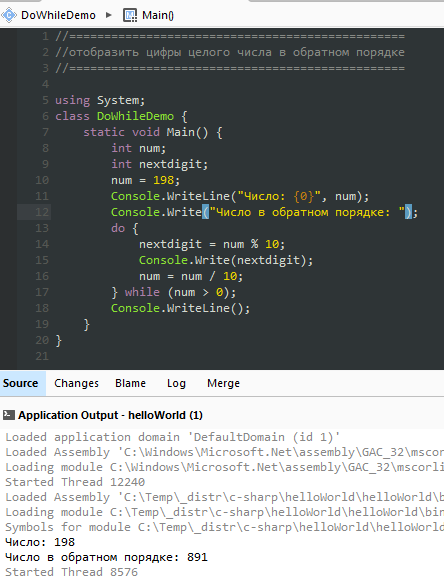 DoWhileDemo ▸ Main()
1 //================================================
2 //отобразить цифры целого числа в обратном порядке
3 //================================================
4
5 using System;
6 class DoWhileDemo {
7 static void Main() {
8 int num;
9 int nextdigit;
10 num = 198;
11 Console.WriteLine("Число: {0}", num);
12 Console.Write("Число в обратном порядке: ");
13 do {
14 nextdigit = num % 10;
15 Console.Write(nextdigit);
16 num = num / 10;
17 } while (num > 0);
18 Console.WriteLine();
19 }
20 }
21
Source Changes Blame Log Merge
Application Output - helloWorld (1)
Loaded application domain 'DefaultDomain (id 1)'
Loaded Assembly 'C:\Windows\Microsoft.Net\assembly\GAC_32\mscor
Loading module C:\Windows\Microsoft.Net\assembly\GAC_32\mscorli
Started Thread 12240
Loaded Assembly 'C:\Temp\_distr\c-sharp\helloWorld\helloWorld\b
Loading module C:\Temp\_distr\c-sharp\helloWorld\helloWorld\bin
Symbols for module C:\Temp\_distr\c-sharp\helloWorld\helloWorld
Число: 198
Число в обратном порядке: 891
Started Thread 8576